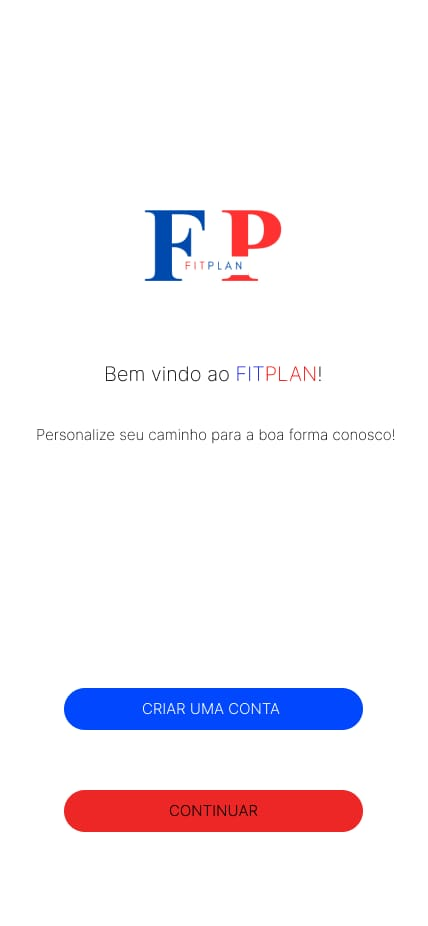 FP
FITPLAN
Bem vindo ao FITPLAN!
Personalize seu caminho para a boa forma conosco!
CRIAR UMA CONTA
CONTINUAR